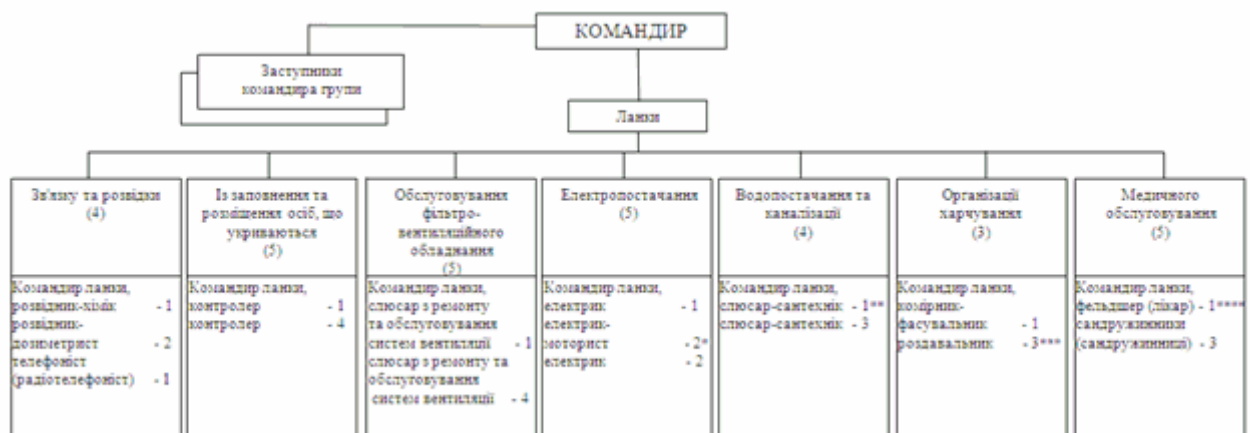 КОМАНДИР
Заступники
командира групи
Ланки
Зв'язку та розвідки
(4)
Командир ланки,
розвідник-хімік - 1
розвідник-
дозиметрист - 2
телефоніст
(радіотелефоніст) - 1
Із заповнення та
розміщення осіб, що
укриваються
(5)
Командир ланки,
контролер - 1
контролер - 4
Обслуговування
фільтро-
вентиляційного
обладнання
(5)
Командир ланки,
слюсар з ремонту
та обслуговування
систем вентиляції - 1
слюсар з ремонту та
обслуговування
систем вентиляції - 4
Електропостачання
(5)
Командир ланки,
електрик - 1
електрик-
моторист - 2*
електрик - 2
Водопостачання та
каналізації
(4)
Командир ланки,
слюсар-сантехнік - 1**
слюсар-сантехнік - 3
Організації
харчування
(3)
Командир ланки,
комірник-
фасувальник - 1
роздавальник - 3***
Медичного
обслуговування
(5)
Командир ланки,
фельдшер (лікар) - 1****
сандружинники
(сандружинниці) - 3